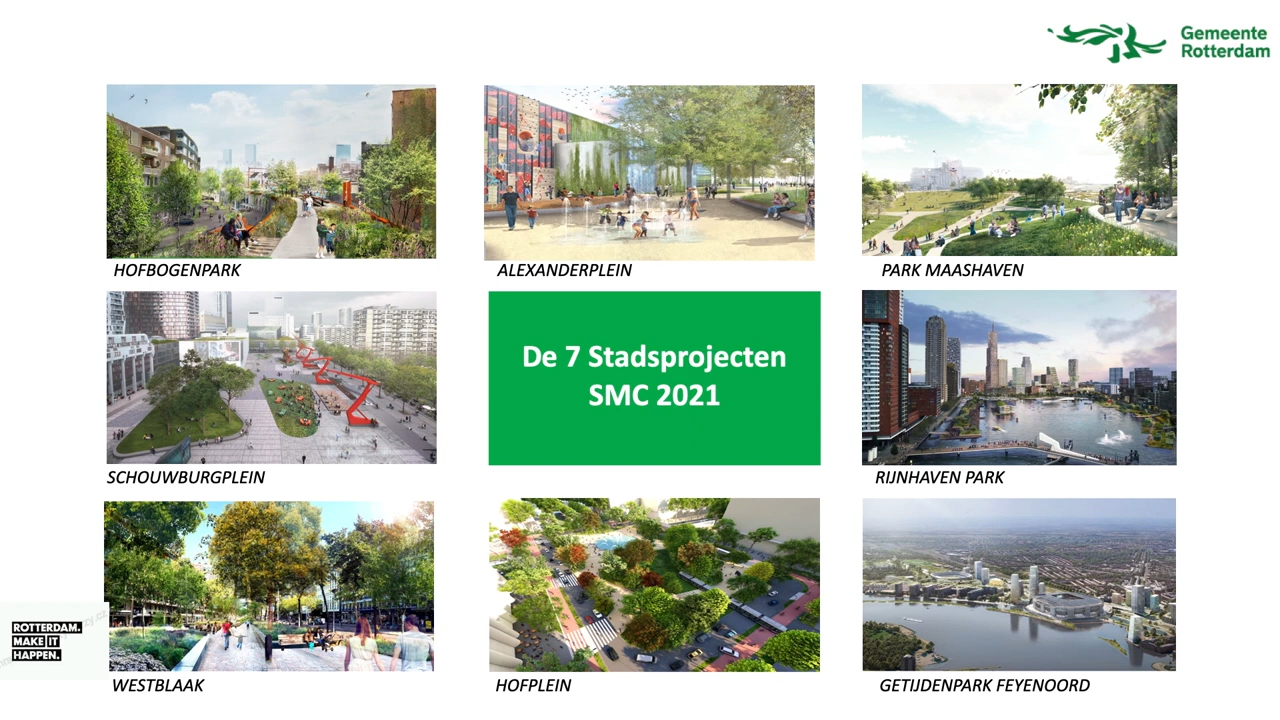 Gemeente
Rotterdam
HOFBOGENPARK
ALEXANDERPLEIN
PARK MAASHAVEN
De 7 Stadsprojecten
SMC 2021
SCHOUWBURGPLEIN
RIJNHAVEN PARK
ROTTERDAM.
MAKE IT
HAPPEN.
WESTBLAAK
HOFPLEIN
GETIJDENPARK FEYENOORD